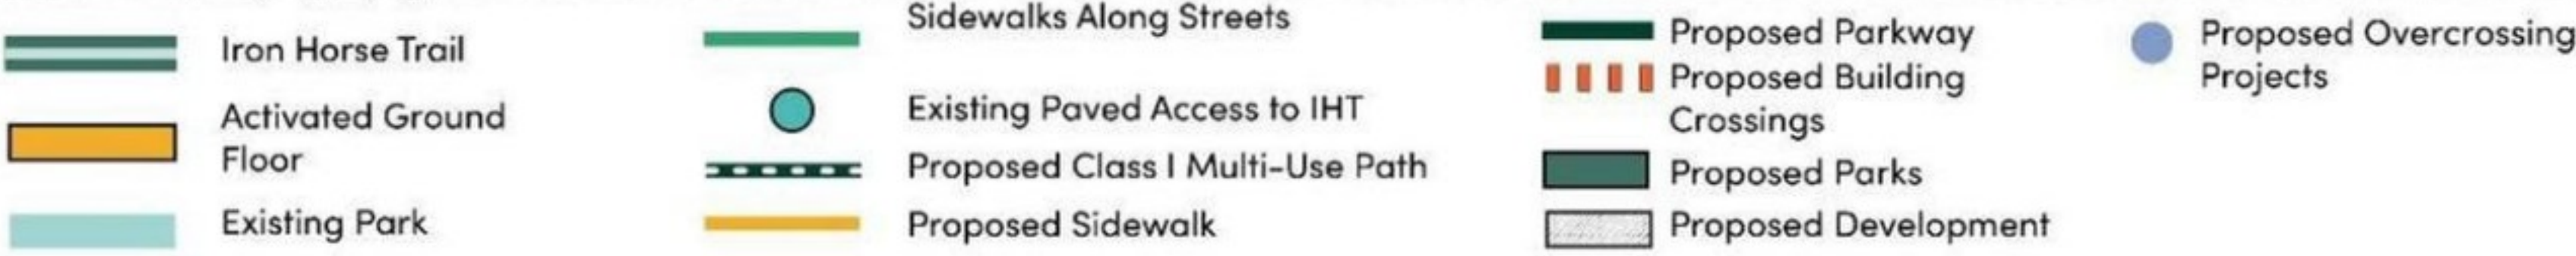 Iron Horse Trail
Activated Ground
Floor
Existing Park
Sidewalks Along Streets
Existing Paved Access to IHT
Proposed Class I Multi-Use Path
Proposed Sidewalk
Proposed Parkway
Proposed Building
Crossings
Proposed Parks
Proposed Development
Proposed Overcrossing
Projects